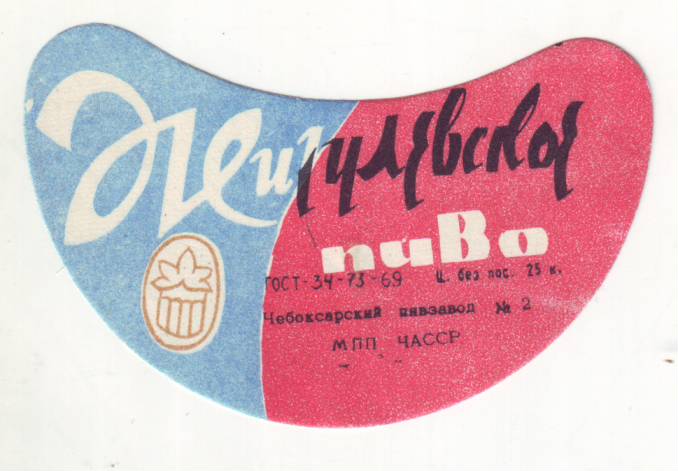 Жигулевское
пиво
ГОСТ-34-73-69 Ц. без пос. 25 к.
Чебоксарский пивзавод № 2
МПП ЧАССР